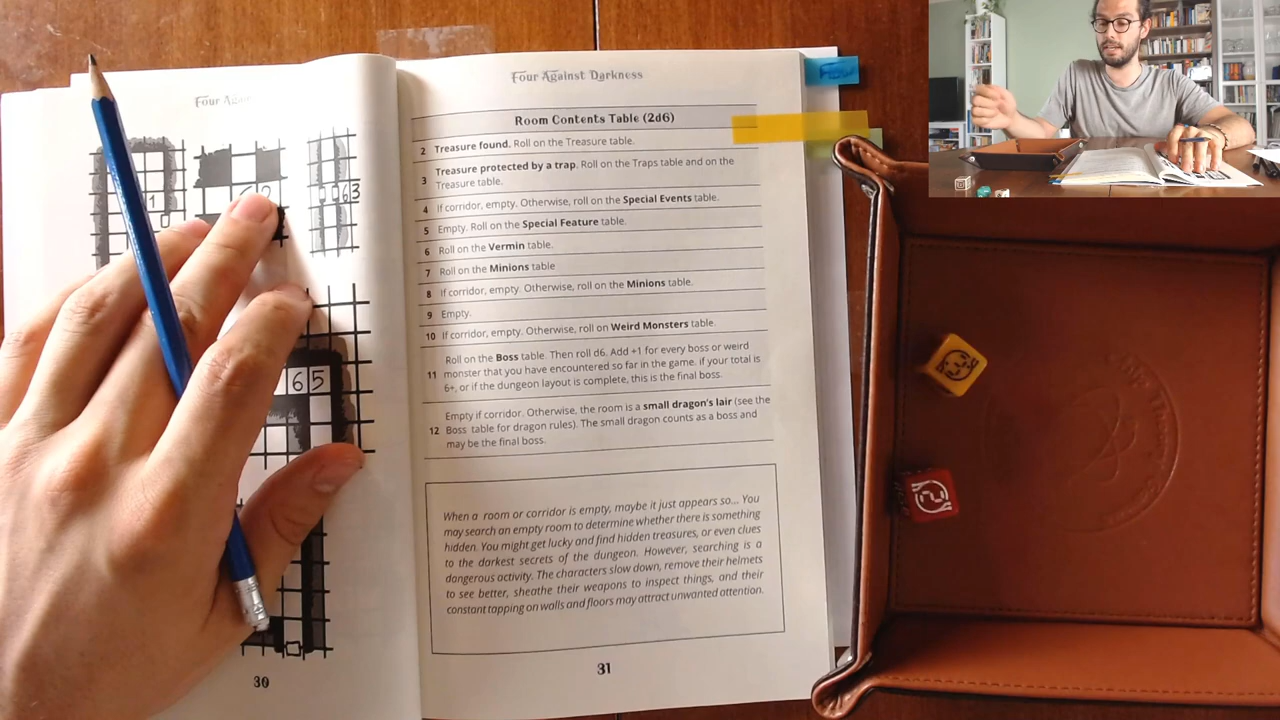 Four Again
1
63
65
30
Four Against Darkness
Room Contents Table (2d6)
2 Treasure found. Roll on the Treasure table.
3 Treasure protected by a trap. Roll on the Traps table and on the
Treasure table.
4 If corridor, empty. Otherwise, roll on the Special Events table.
5 Empty. Roll on the Special Feature table.
6 Roll on the Vermin table.
7 Roll on the Minions table
8 If corridor, empty. Otherwise, roll on the Minions table.
9 Empty.
10 If corridor, empty. Otherwise, roll on Weird Monsters table.
11 Roll on the Boss table. Then roll d6. Add +1 for every boss or weird
monster that you have encountered so far in the game. if your total is
6+, or if the dungeon layout is complete, this is the final boss.
12 Empty if corridor. Otherwise, the room is a small dragon's lair (see the
Boss table for dragon rules). The small dragon counts as a boss and
may be the final boss.
When a room or corridor is empty, maybe it just appears so... You
may search an empty room to determine whether there is something
hidden. You might get lucky and find hidden treasures, or even clues
to the darkest secrets of the dungeon. However, searching is a
dangerous activity. The characters slow down, remove their helmets
to see better, sheathe their weapons to inspect things, and their
constant tapping on walls and floors may attract unwanted attention.
31
2